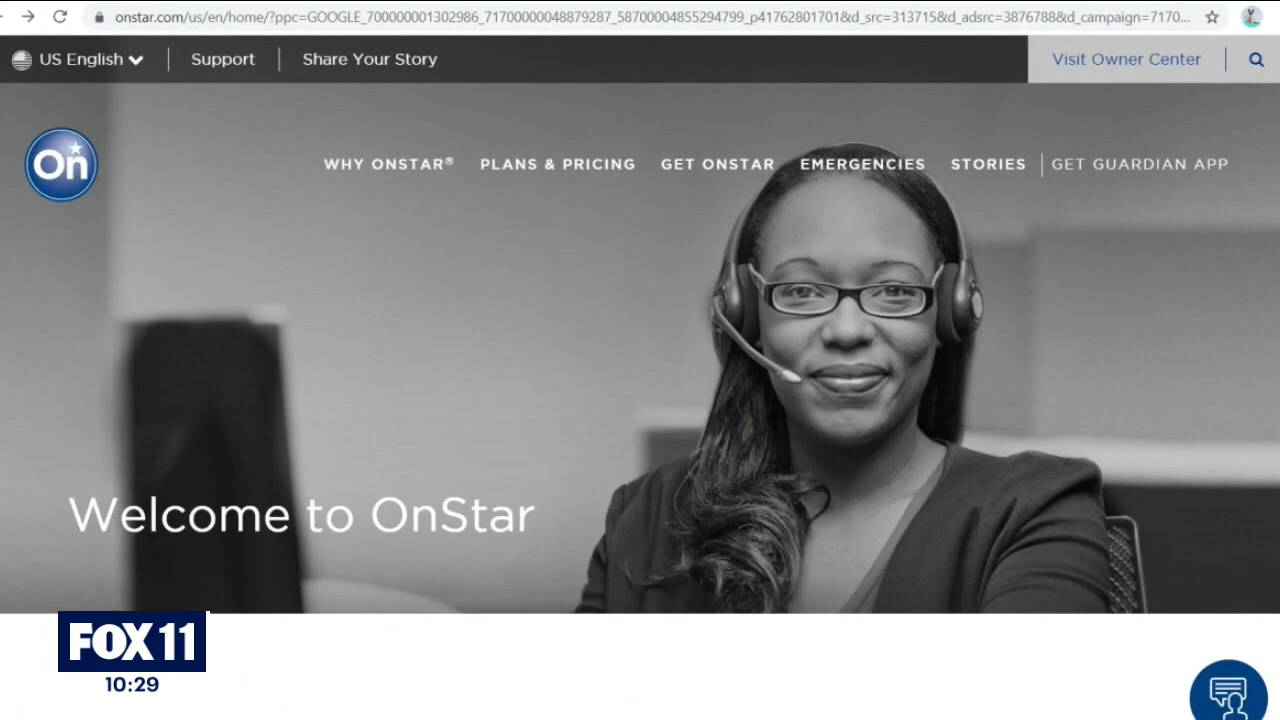 onstar.com/us/en/home/?ppc=GOOGLE_700000001302986_71700000048879287_58700004855294799_p41762801701&d_src=313715&d_adsrc=3876788&d_campaign=7170...
US English
Support
Share Your Story
Visit Owner Center
On
WHY ONSTAR®
PLANS & PRICING
GET ONSTAR
EMERGENCIES
STORIES
GET GUARDIAN APP
Welcome to OnStar
FOX 11
10:29